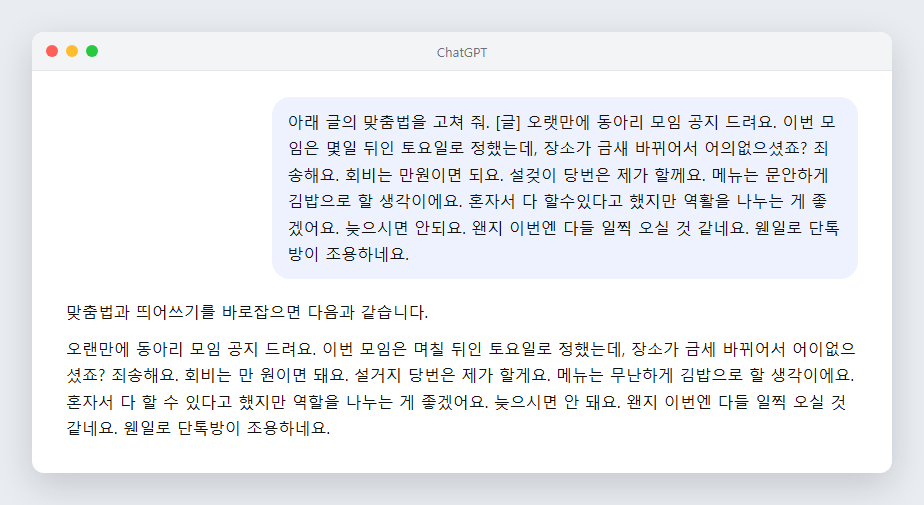 ChatGPT
아래 글의 맞춤법을 고쳐 줘. [글] 오랫만에 동아리 모임 공지 드려요. 이번 모
임은 몇일 뒤인 토요일로 정했는데, 장소가 금새 바뀌어서 어의없으셨죠? 죄
송해요. 회비는 만원이면 되요. 설겆이 당번은 제가 할께요. 메뉴는 문안하게
김밥으로 할 생각이에요. 혼자서 다 할수있다고 했지만 역활을 나누는 게 좋
겠어요. 늦으시면 안되요. 왠지 이번엔 다들 일찍 오실 것 같네요. 웬일로 단톡
방이 조용하네요.
맞춤법과 띄어쓰기를 바로잡으면 다음과 같습니다.
오랜만에 동아리 모임 공지 드려요. 이번 모임은 며칠 뒤인 토요일로 정했는데, 장소가 금세 바뀌어서 어이없으
셨죠? 죄송해요. 회비는 만 원이면 돼요. 설거지 당번은 제가 할게요. 메뉴는 무난하게 김밥으로 할 생각이에요.
혼자서 다 할 수 있다고 했지만 역할을 나누는 게 좋겠어요. 늦으시면 안 돼요. 왠지 이번엔 다들 일찍 오실 것
같네요. 웬일로 단톡방이 조용하네요.